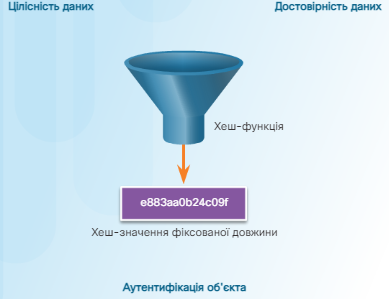 Цілісність даних
Достовірність даних
Хеш-функція
e883aa0b24c09f
Хеш-значення фіксованої довжини
Аутентифікація об'єкта